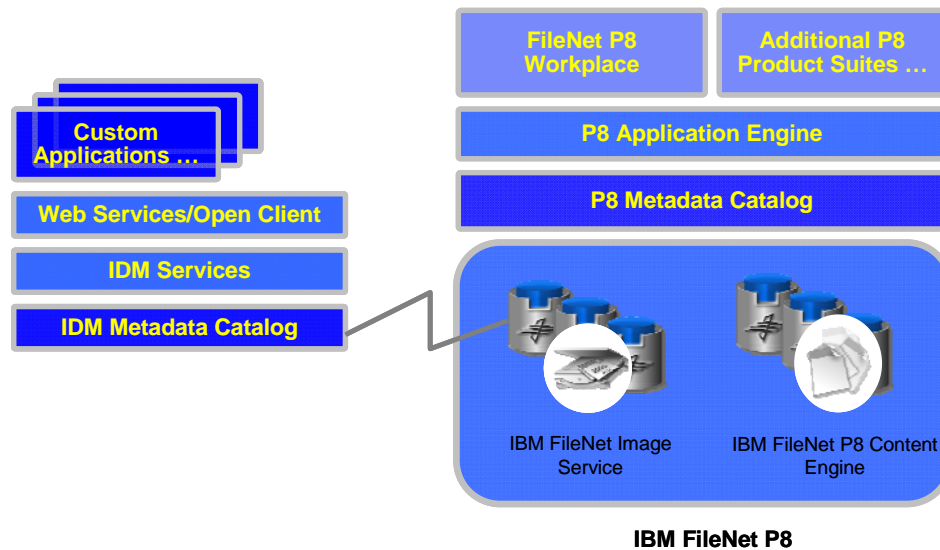 FileNet P8
Workplace
Additional P8
Product Suites …
Custom
Applications …
P8 Application Engine
Web Services/Open Client
P8 Metadata Catalog
IDM Services
IDM Metadata Catalog
IBM FileNet Image
Service
IBM FileNet P8 Content
Engine
IBM FileNet P8